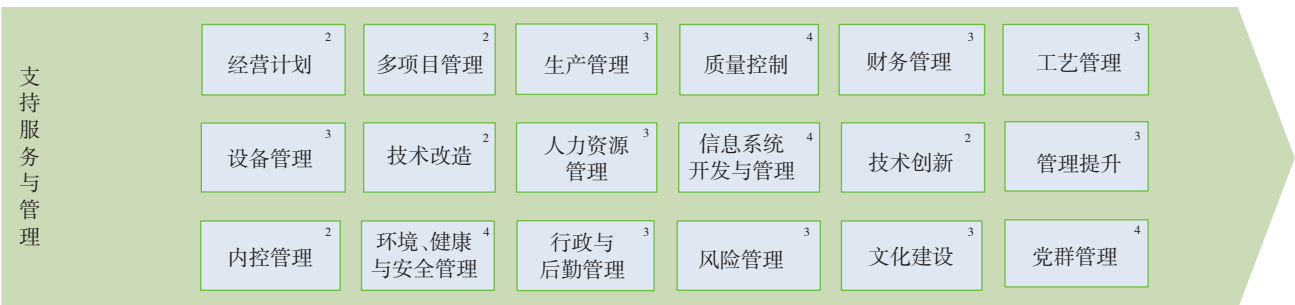 支持服务与管理
经营计划 2
多项目管理 2
生产管理 3
质量控制 4
财务管理 3
工艺管理 3
设备管理 3
技术改造 2
人力资源 3
管理
信息系统 4
开发与管理
技术创新 2
管理提升 3
内控管理 2
环境、健康 4
与安全管理
行政与 3
后勤管理
风险管理 3
文化建设 3
党群管理 4